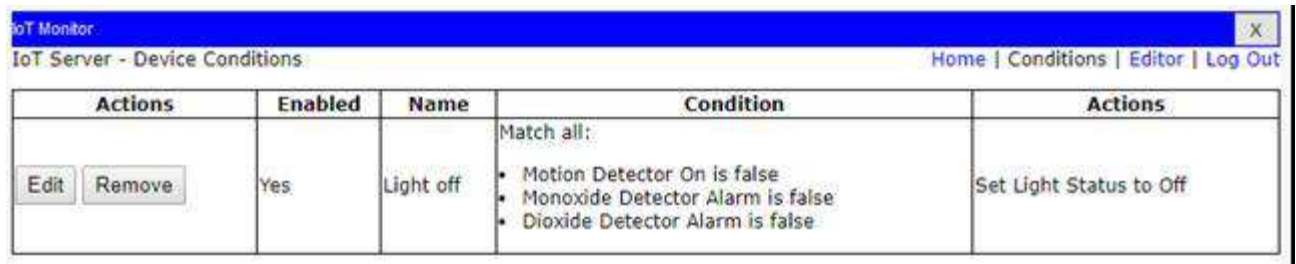 IoT Monitor
X
IoT Server - Device Conditions
Home | Conditions | Editor | Log Out
Actions Enabled Name Condition Actions
Edit Remove Yes Light off
Match all:
• Motion Detector On is false
• Monoxide Detector Alarm is false
• Dioxide Detector Alarm is false
Set Light Status to Off